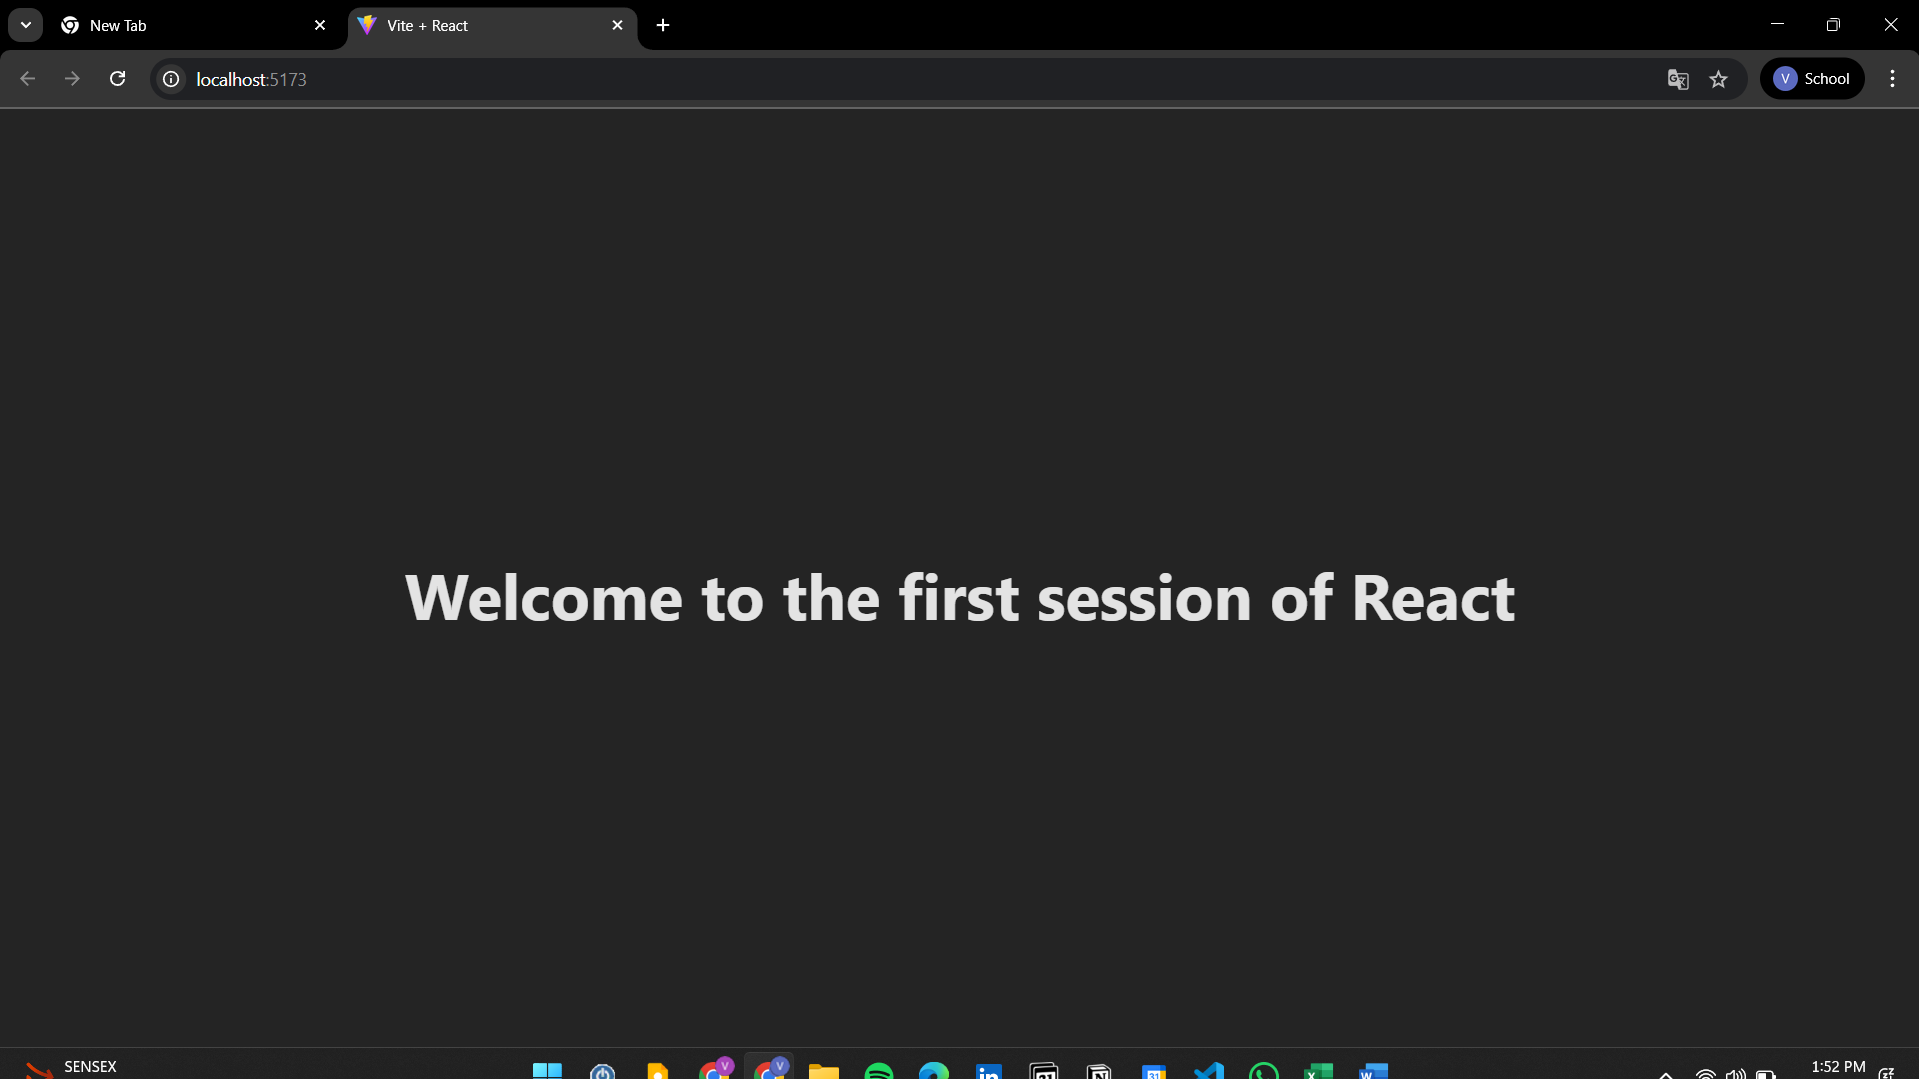 New Tab
Vite + React
localhost:5173
V School
Welcome to the first session of React
SENSEX
1:52 PM